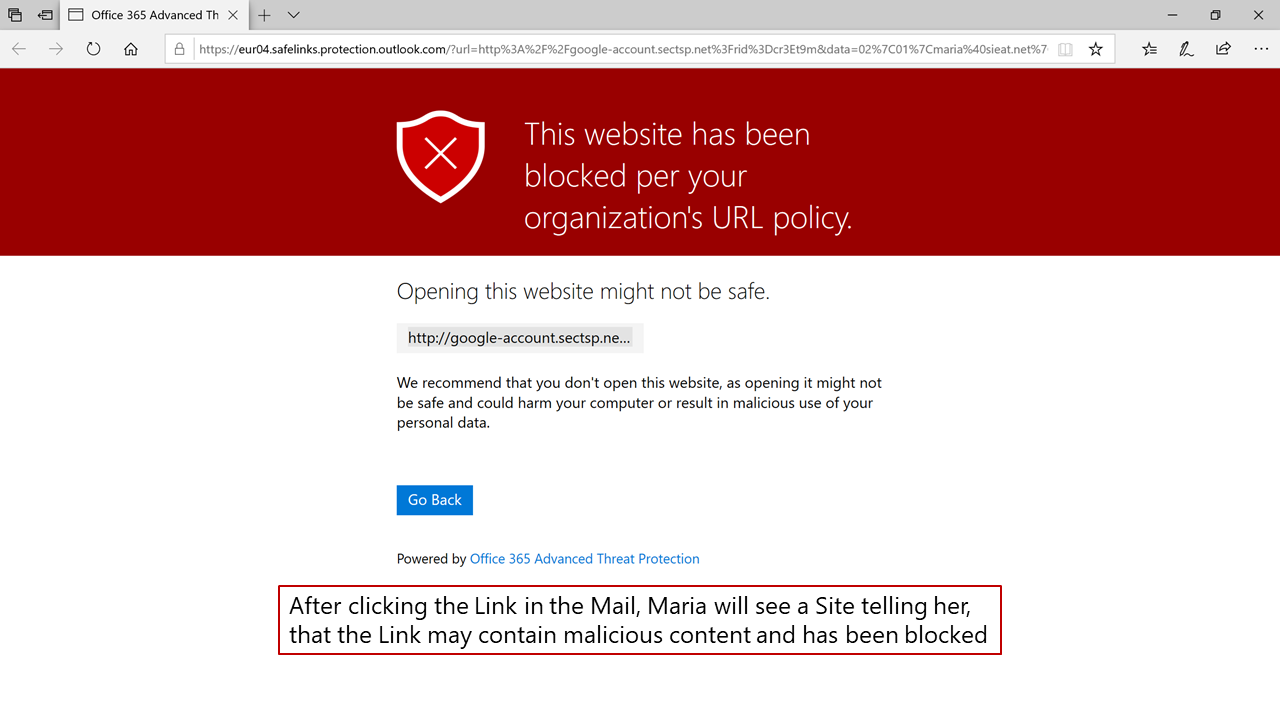 Office 365 Advanced Th
https://eur04.safelinks.protection.outlook.com/?url=http%3A%2F%2Fgoogle-account.sectsp.net%3Frid%3Dcr3Et9m&data=02%7C01%7Cmaria%40sieat.net%7
This website has been
blocked per your
organization's URL policy.
Opening this website might not be safe.
http://google-account.sectsp.ne...
We recommend that you don't open this website, as opening it might not
be safe and could harm your computer or result in malicious use of your
personal data.
Go Back
Powered by Office 365 Advanced Threat Protection
After clicking the Link in the Mail, Maria will see a Site telling her,
that the Link may contain malicious content and has been blocked